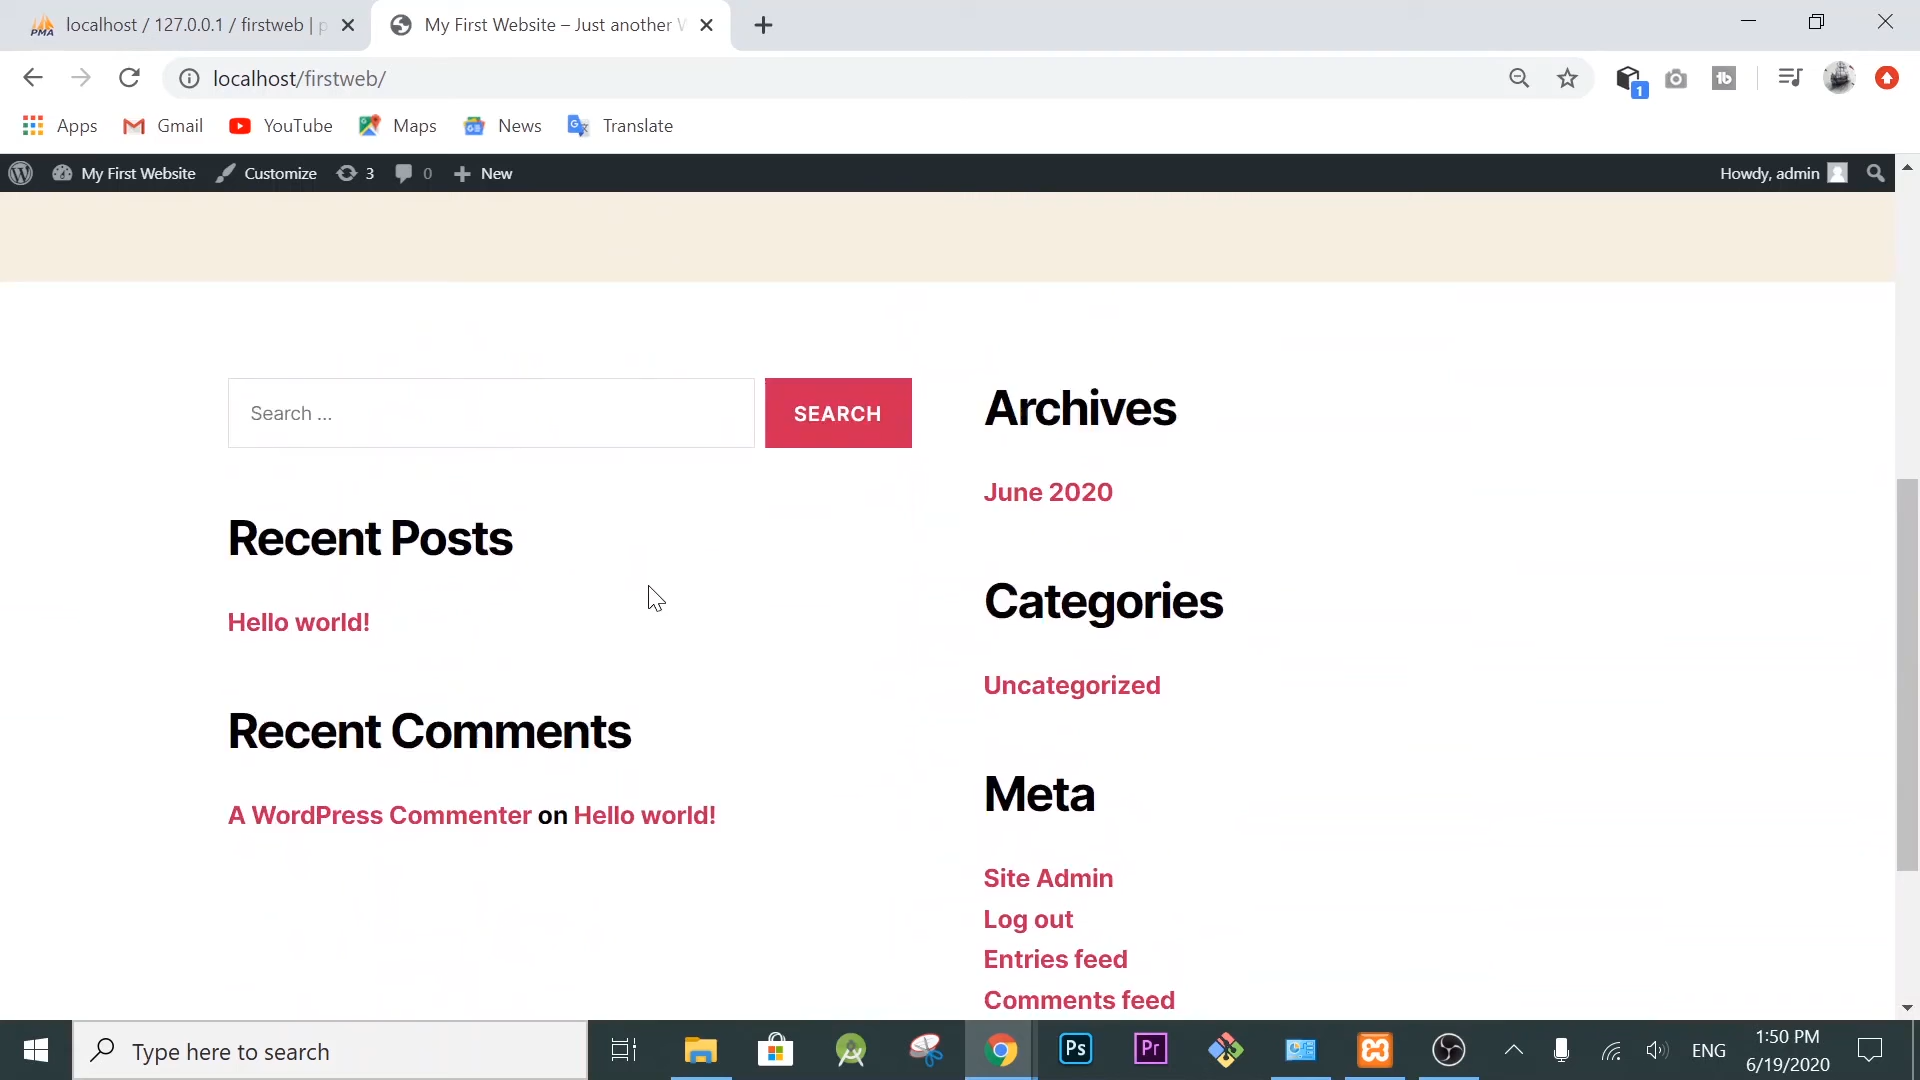 localhost / 127.0.0.1 / firstweb | p
My First Website – Just another W
localhost/firstweb/
1
Apps
Gmail
YouTube
Maps
News
Translate
My First Website
Customize
3
0
New
Howdy, admin
Search ...
SEARCH
Recent Posts
Hello world!
Recent Comments
A WordPress Commenter on Hello world!
Archives
June 2020
Categories
Uncategorized
Meta
Site Admin
Log out
Entries feed
Comments feed
Type here to search
Ps
Pr
ENG
1:50 PM
6/19/2020